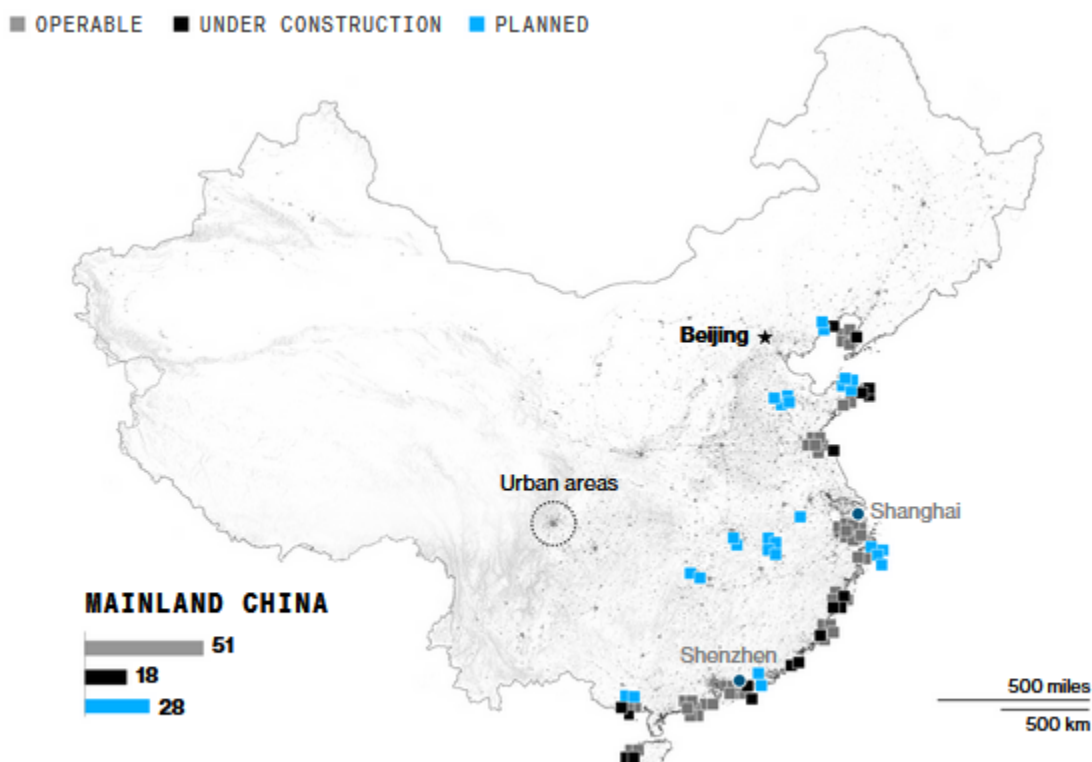 OPERABLE UNDER CONSTRUCTION PLANNED
Beijing
Urban areas
Shanghai
MAINLAND CHINA
51
18
28
Shenzhen
500 miles
500 km